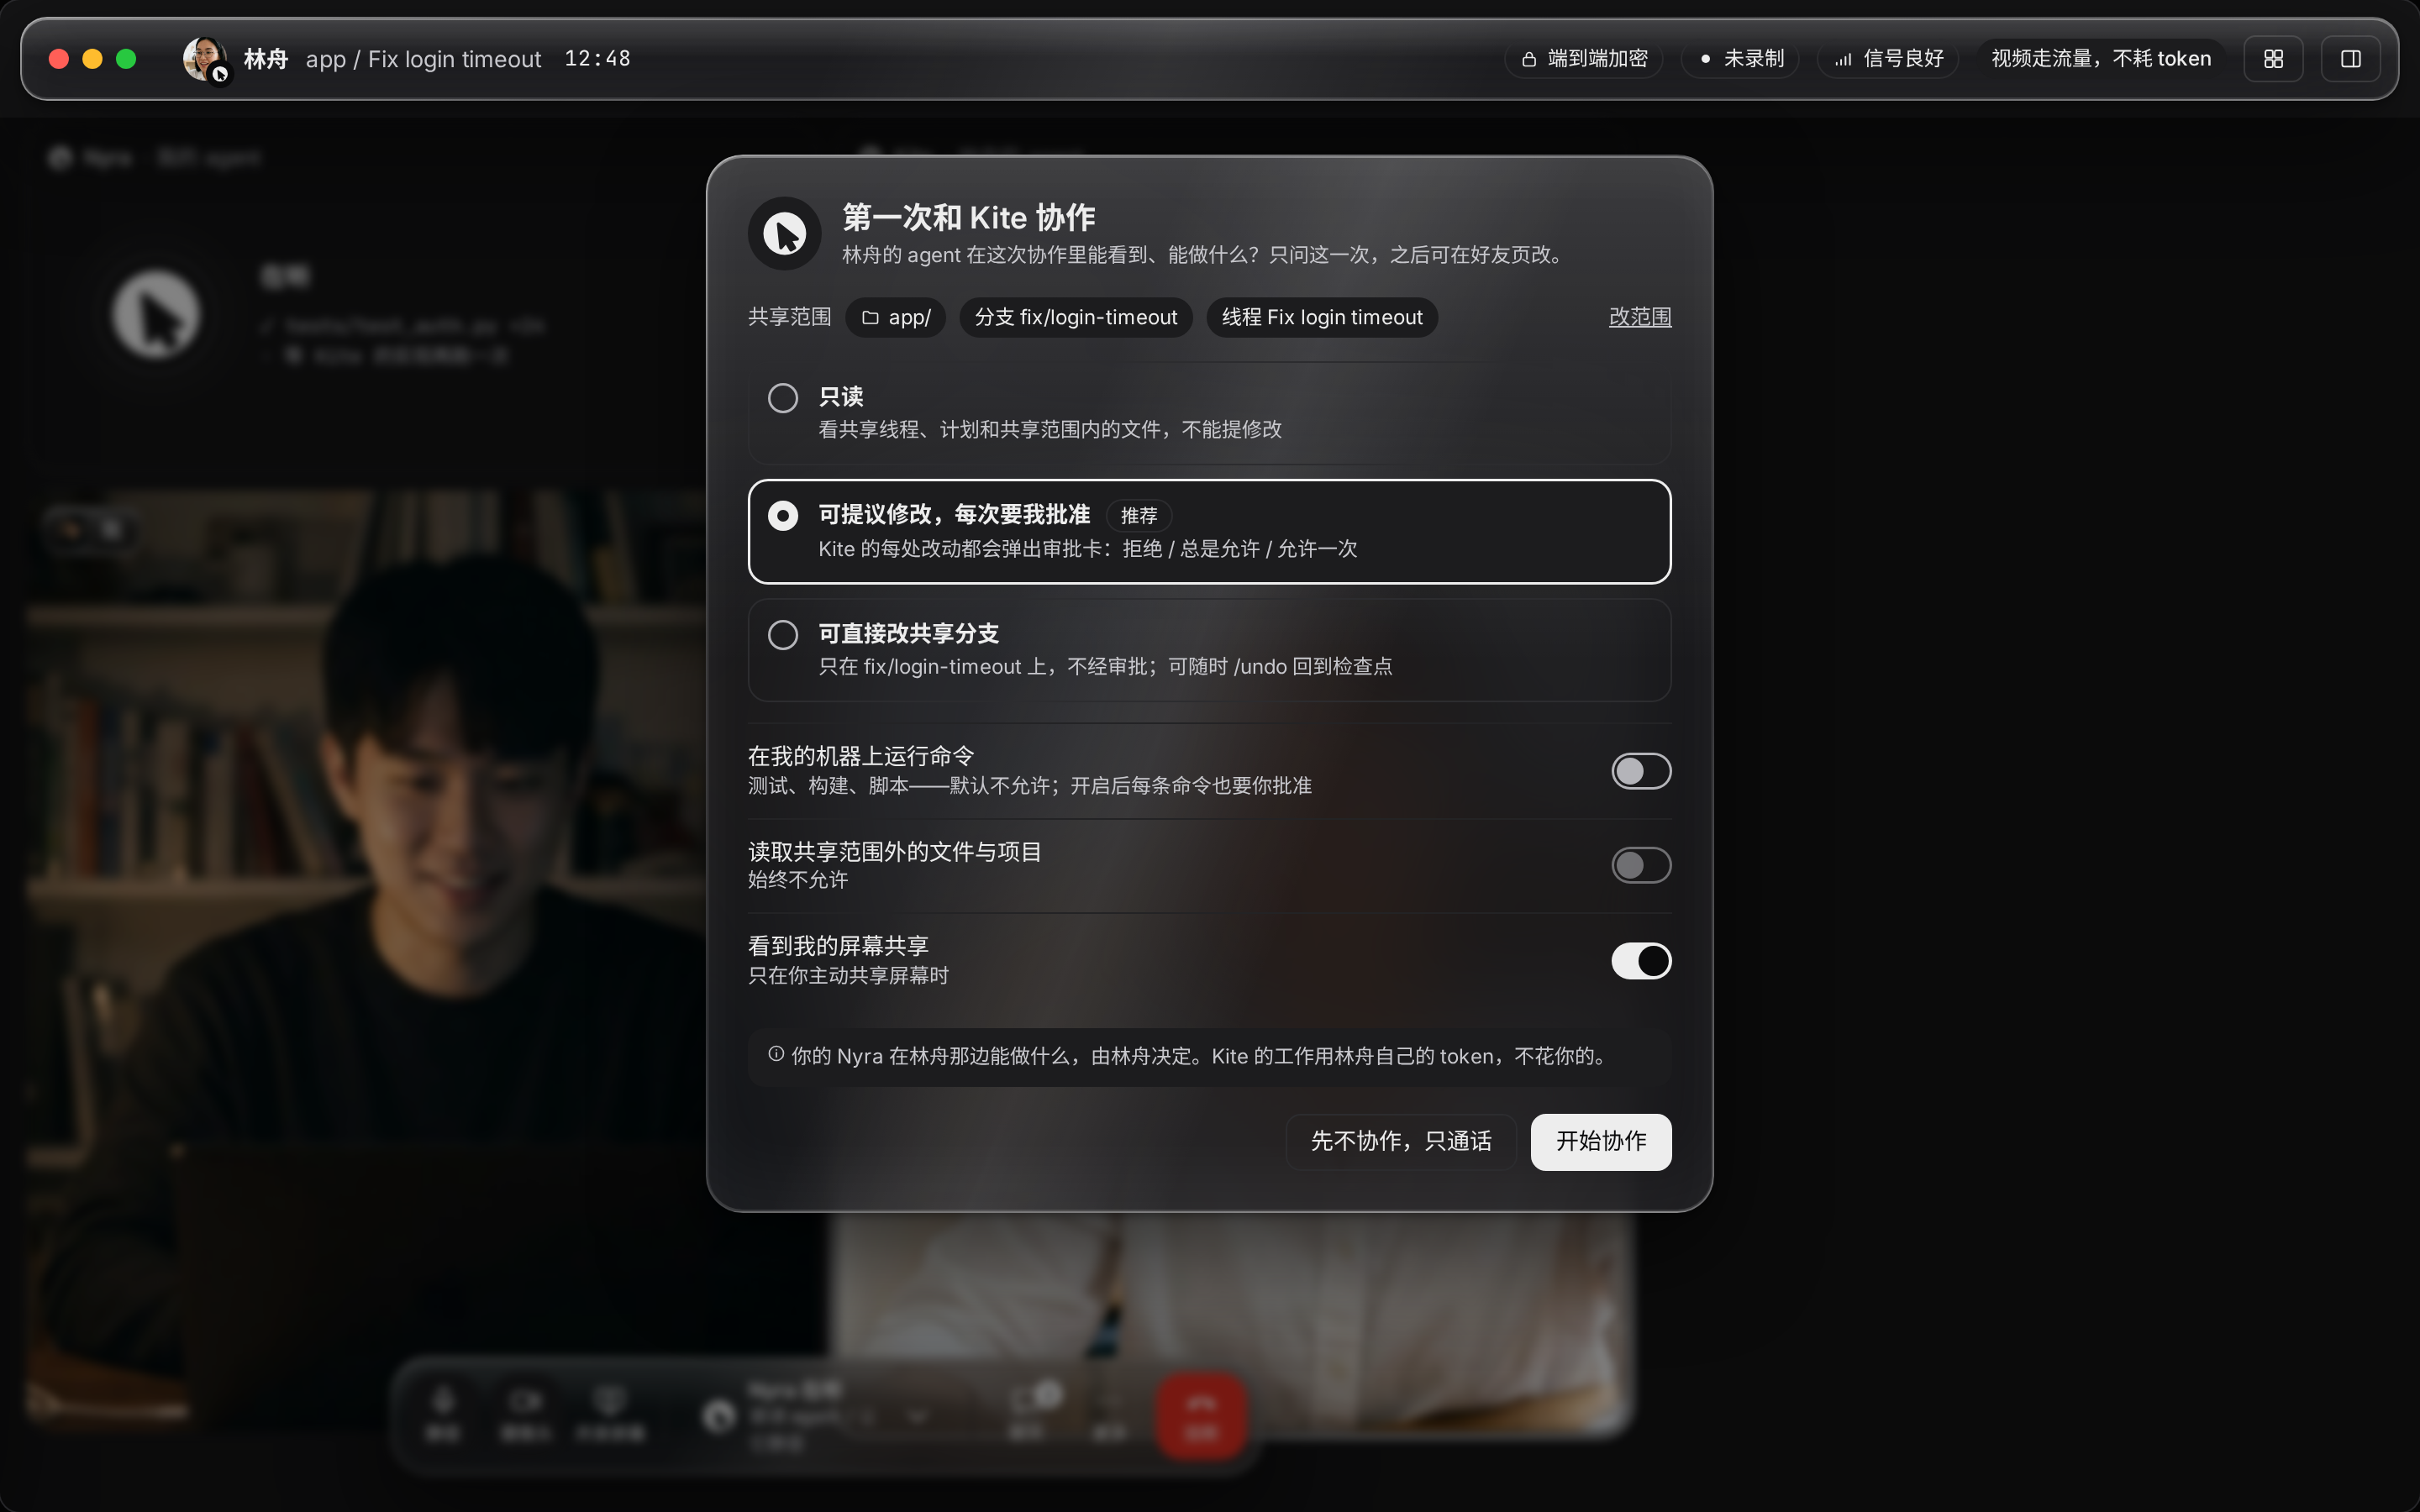 林舟 app / Fix login timeout 12:48 端到端加密 未录制 信号良好 视频走流量，不耗 token
Nyra · 我的 agent
第一次和 Kite 协作
林舟的 agent 在这次协作里能看到、能做什么？只问这一次，之后可在好友页改。
共享范围 app/ 分支 fix/login-timeout 线程 Fix login timeout 改范围
只读
看共享线程、计划和共享范围内的文件，不能提修改
可提议修改，每次要我批准 推荐
Kite 的每处改动都会弹出审批卡：拒绝 / 总是允许 / 允许一次
可直接改共享分支
只在 fix/login-timeout 上，不经审批；可随时 /undo 回到检查点
在我的机器上运行命令
测试、构建、脚本——默认不允许；开启后每条命令也要你批准
读取共享范围外的文件与项目
始终不允许
看到我的屏幕共享
只在你主动共享屏幕时
你的 Nyra 在林舟那边能做什么，由林舟决定。Kite 的工作用林舟自己的 token，不花你的。
先不协作，只通话 开始协作